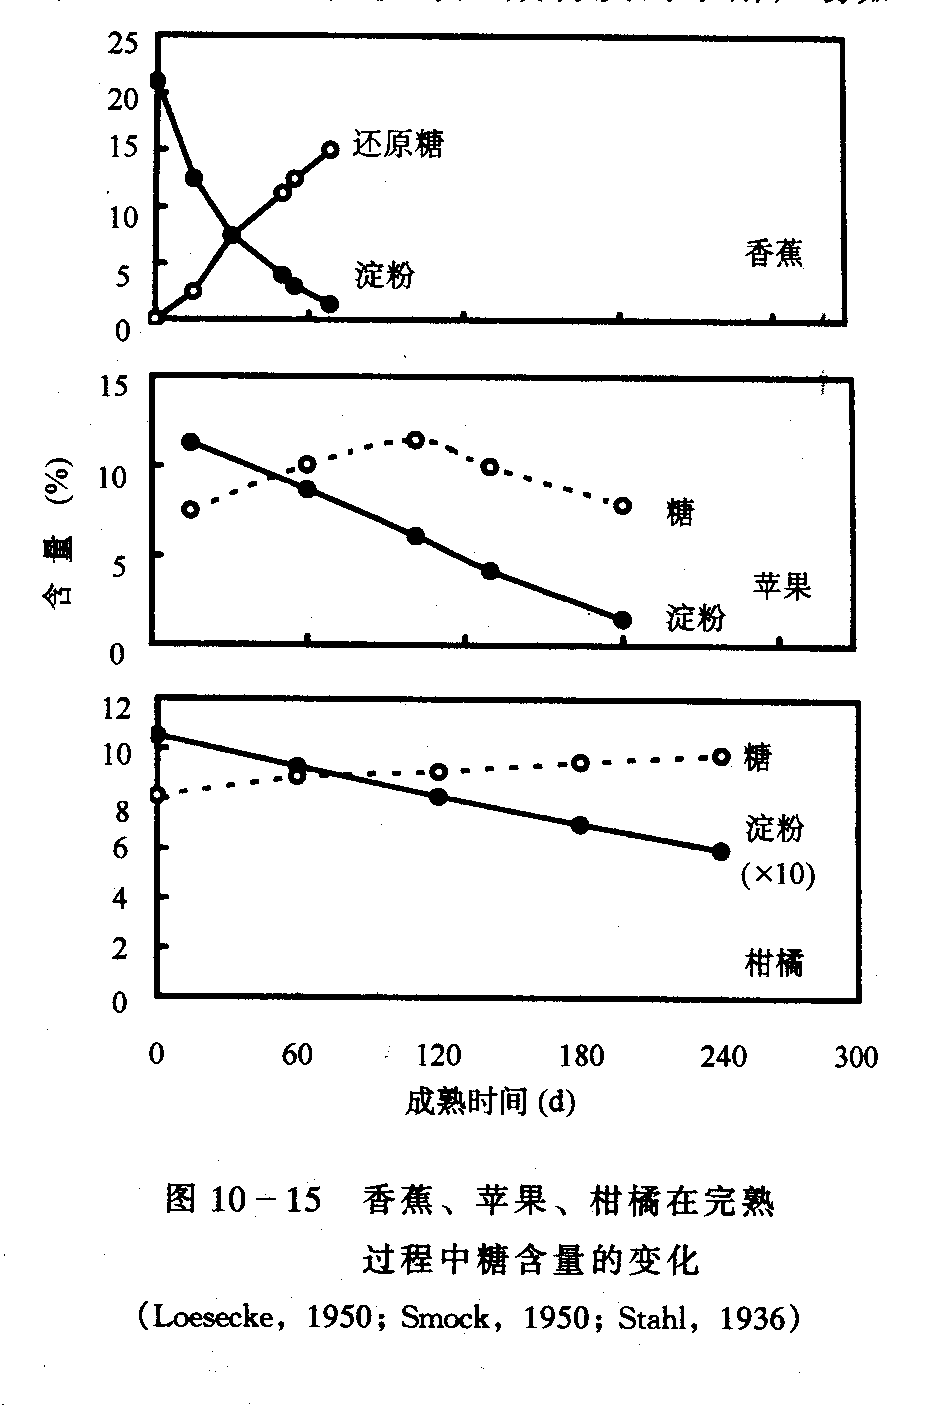 25
20
15
10
5
0
还原糖
淀粉
香蕉
15
10
5
0
糖
淀粉
苹果
含量 (%)
12
10
8
6
4
2
0
糖
淀粉
(×10)
柑橘
0 60 120 180 240 300
成熟时间 (d)
图 10-15 香蕉、苹果、柑橘在完熟
过程中糖含量的变化
(Loesecke, 1950; Smock, 1950; Stahl, 1936)